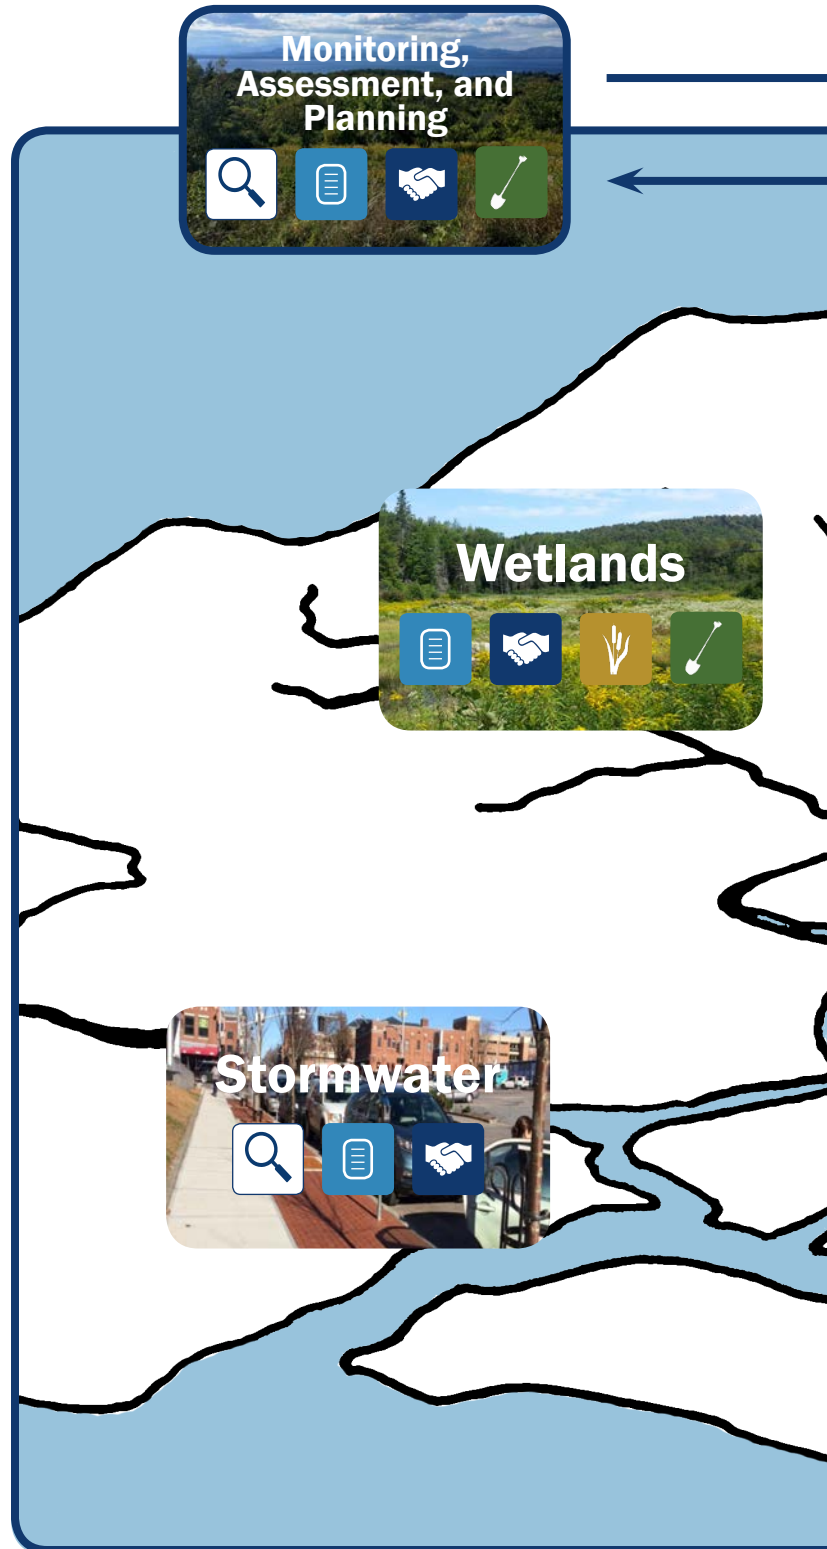 Monitoring,
Assessment, and
Planning
Wetlands
Stormwater